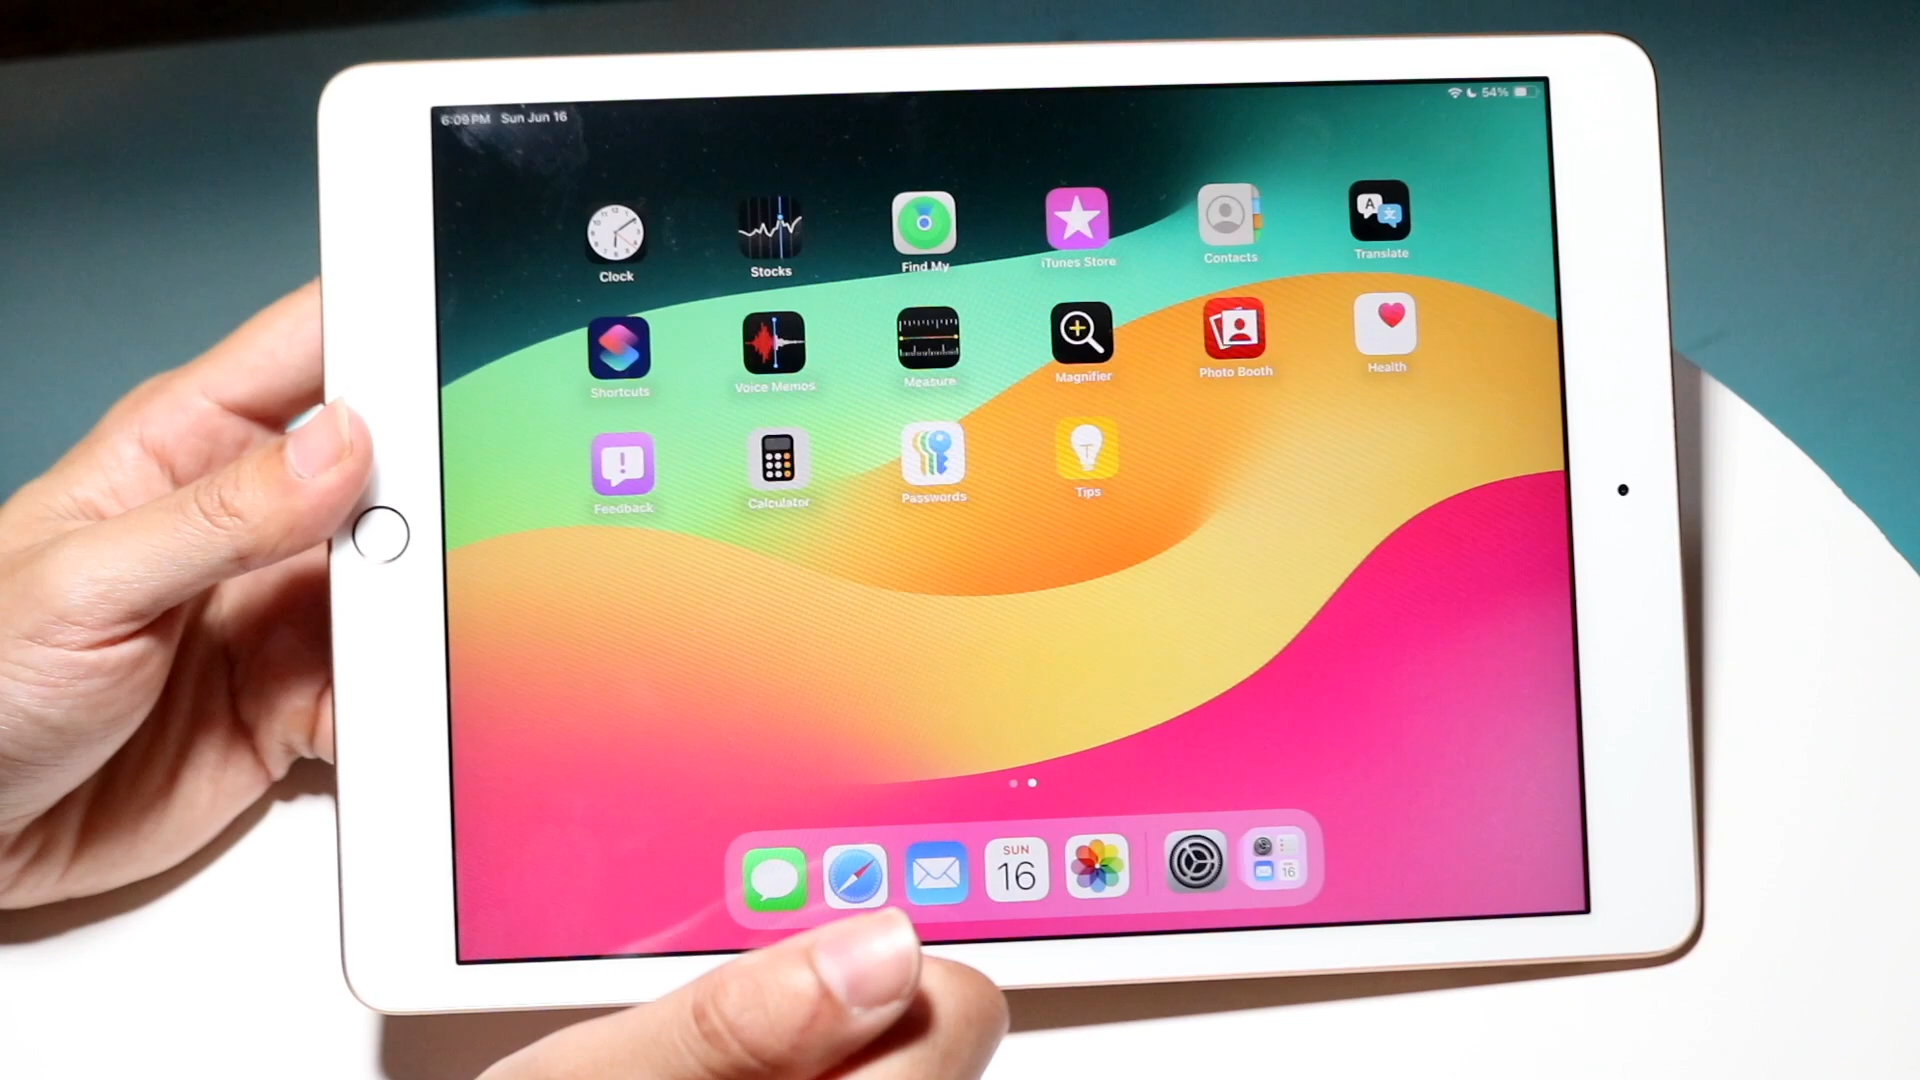 6:09 PM Sun Jun 16
54%
Clock Stocks Find My iTunes Store Contacts Translate
Shortcuts Voice Memos Measure Magnifier Photo Booth Health
Feedback Calculator Passwords Tips
SUN
16
16